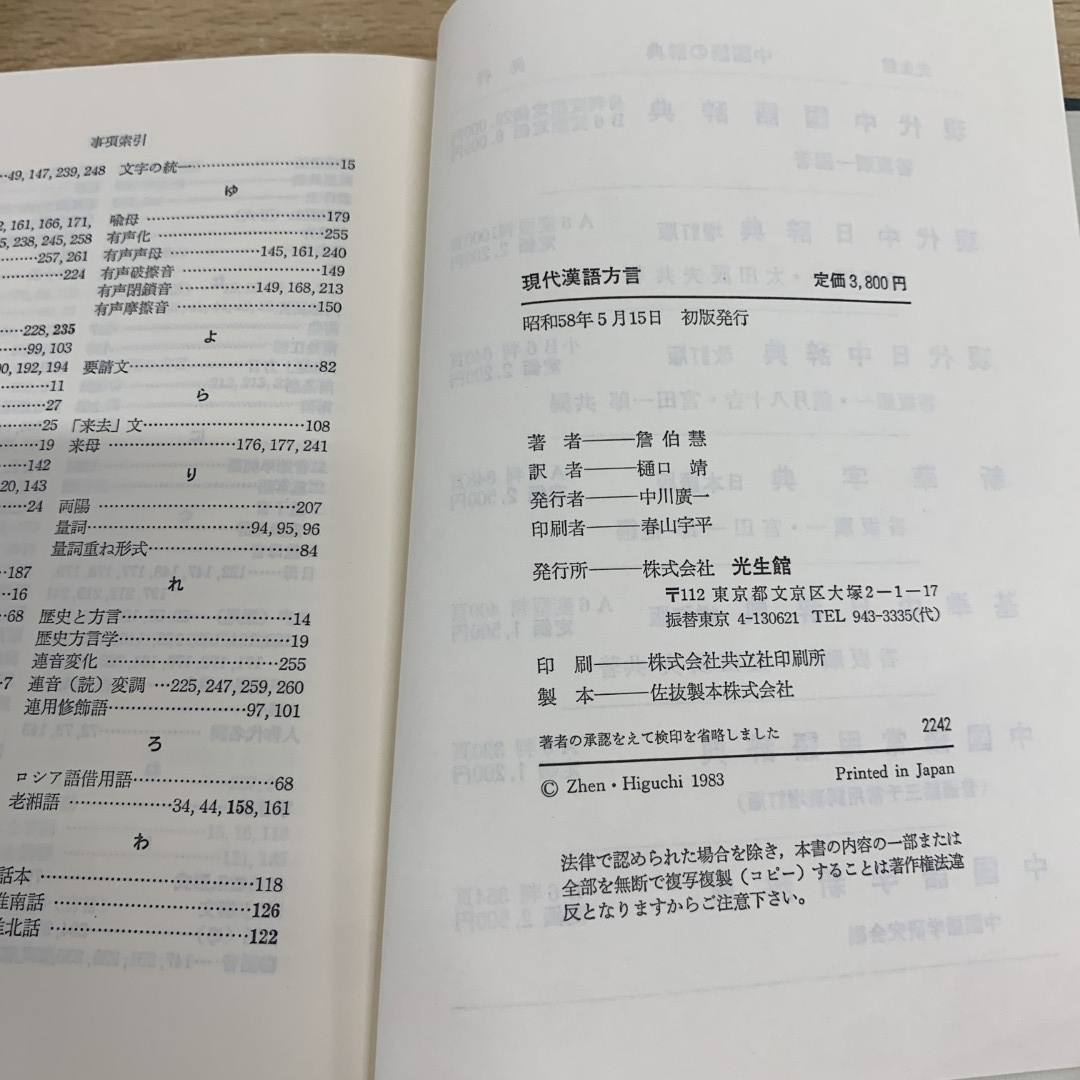 事項索引
49, 147, 239, 248 文字の統一……15
ゆ
161, 166, 171, 喩母……179
238, 245, 258 有声化……255
257, 261 有声声母……145, 161, 240
224 有声破擦音……149
有声閉鎖音……149, 168, 213
有声摩擦音……150
228, 235
よ
99, 103
192, 194 要請文……82
11
ら
27
25 「来去」文……108
19 来母……176, 177, 241
142
り
20, 143
24 両陽……207
量詞……94, 95, 96
量詞重ね形式……84
187
れ
16
68 歴史と方言……14
歴史方言学……19
連音変化……255
7 連音（読）変調…225, 247, 259, 260
連用修飾語……97, 101
ろ
ロシア語借用語……68
老湘語……34, 44, 158, 161
わ
話本……118
淮南話……126
淮北話……122
現代漢語方言 定価3,800円
昭和58年5月15日 初版発行
著者――詹伯慧
訳者――樋口 靖
発行者――中川廣一
印刷者――春山宇平
発行所――株式会社 光生館
〒112 東京都文京区大塚2－1－17
振替東京 4-130621 TEL 943-3335(代)
印刷――株式会社共立社印刷所
製本――佐抜製本株式会社
著者の承認をえて検印を省略しました 2242
© Zhen・Higuchi 1983 Printed in Japan
法律で認められた場合を除き，本書の内容の一部または
全部を無断で複写複製（コピー）することは著作権法違
反となりますからご注意下さい。